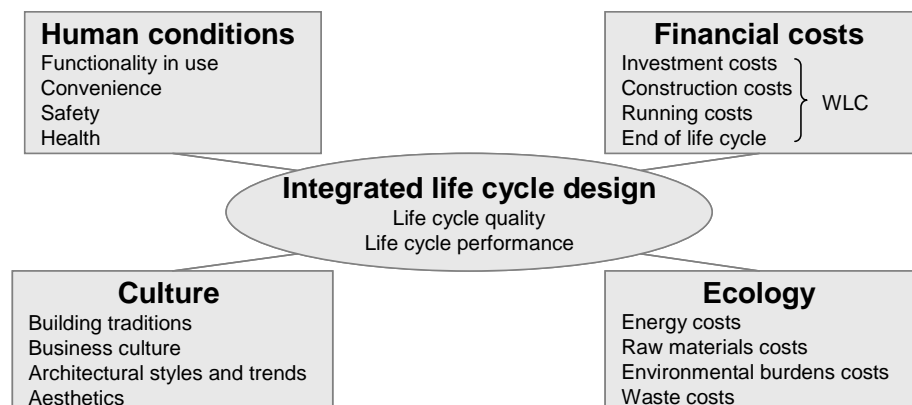 Human conditions
Functionality in use
Convenience
Safety
Health
Financial costs
Investment costs
Construction costs
Running costs
End of life cycle
WLC
Integrated life cycle design
Life cycle quality
Life cycle performance
Culture
Building traditions
Business culture
Architectural styles and trends
Aesthetics
Ecology
Energy costs
Raw materials costs
Environmental burdens costs
Waste costs